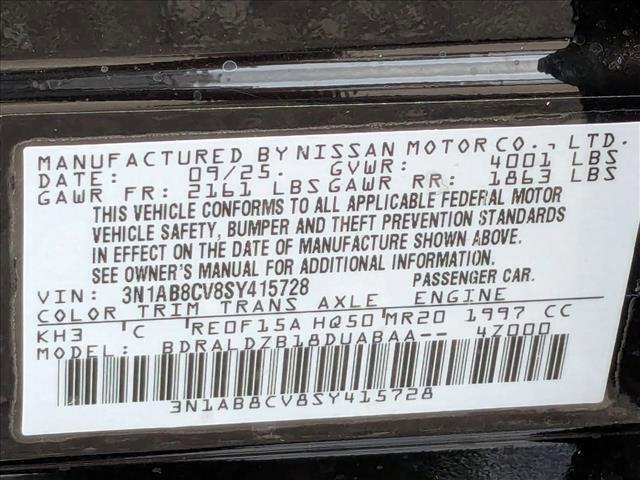 MANUFACTURED BY NISSAN MOTOR CO., LTD.
DATE: 09/25. GVWR: 4001 LBS
GAWR FR: 2161 LBS GAWR RR: 1863 LBS
THIS VEHICLE CONFORMS TO ALL APPLICABLE FEDERAL MOTOR
VEHICLE SAFETY, BUMPER AND THEFT PREVENTION STANDARDS
IN EFFECT ON THE DATE OF MANUFACTURE SHOWN ABOVE.
SEE OWNER'S MANUAL FOR ADDITIONAL INFORMATION.
VIN: 3N1AB8CV8SY415728 PASSENGER CAR.
COLOR TRIM TRANS AXLE ENGINE
KH3 C RE0F15A HQ50 MR20 1997 CC
BDRALDZB18DUABAA-- 4Z000
3N1AB8CV8SY415728